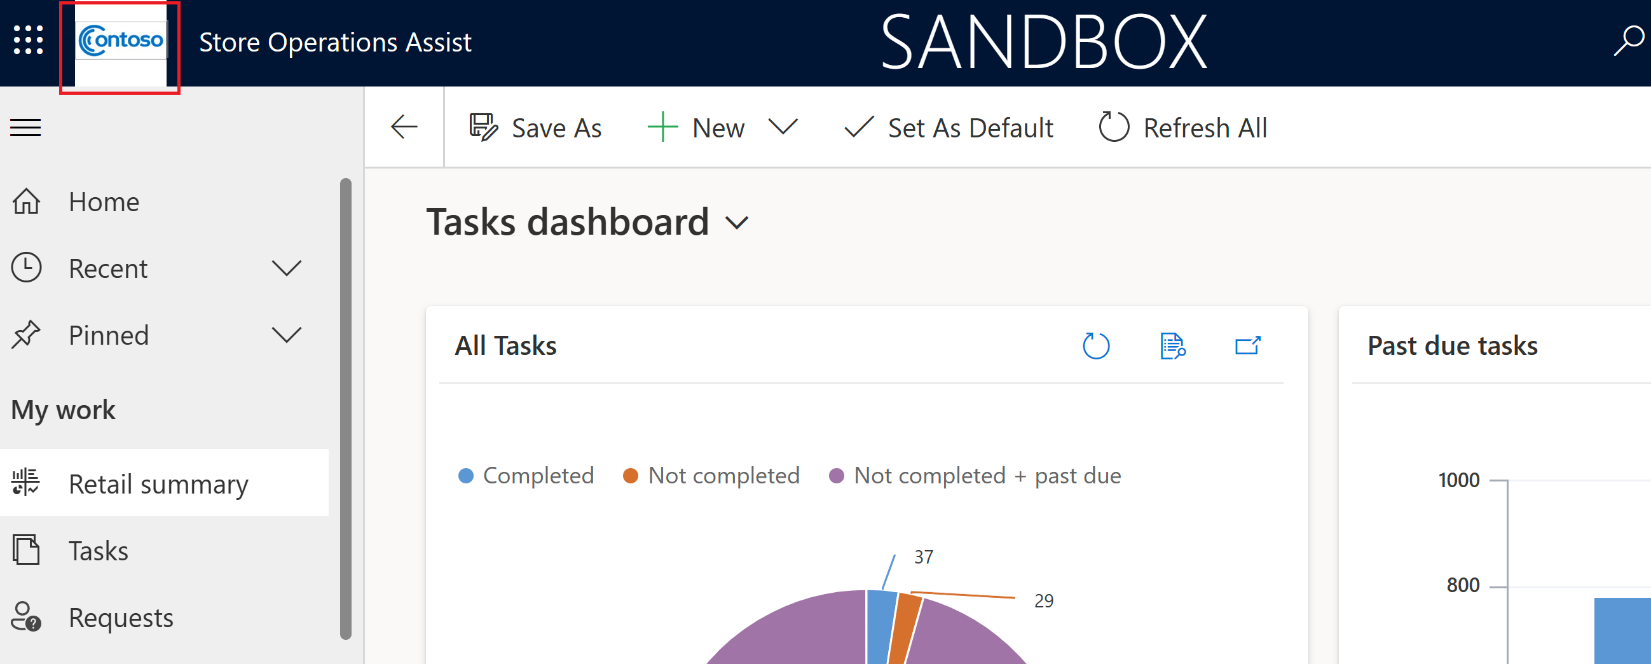 Contoso
Store Operations Assist
SANDBOX
Save As
New
Set As Default
Refresh All
Home
Recent
Pinned
My work
Retail summary
Tasks
Requests
Tasks dashboard
All Tasks
Completed
Not completed
Not completed + past due
37
29
Past due tasks
1000
800